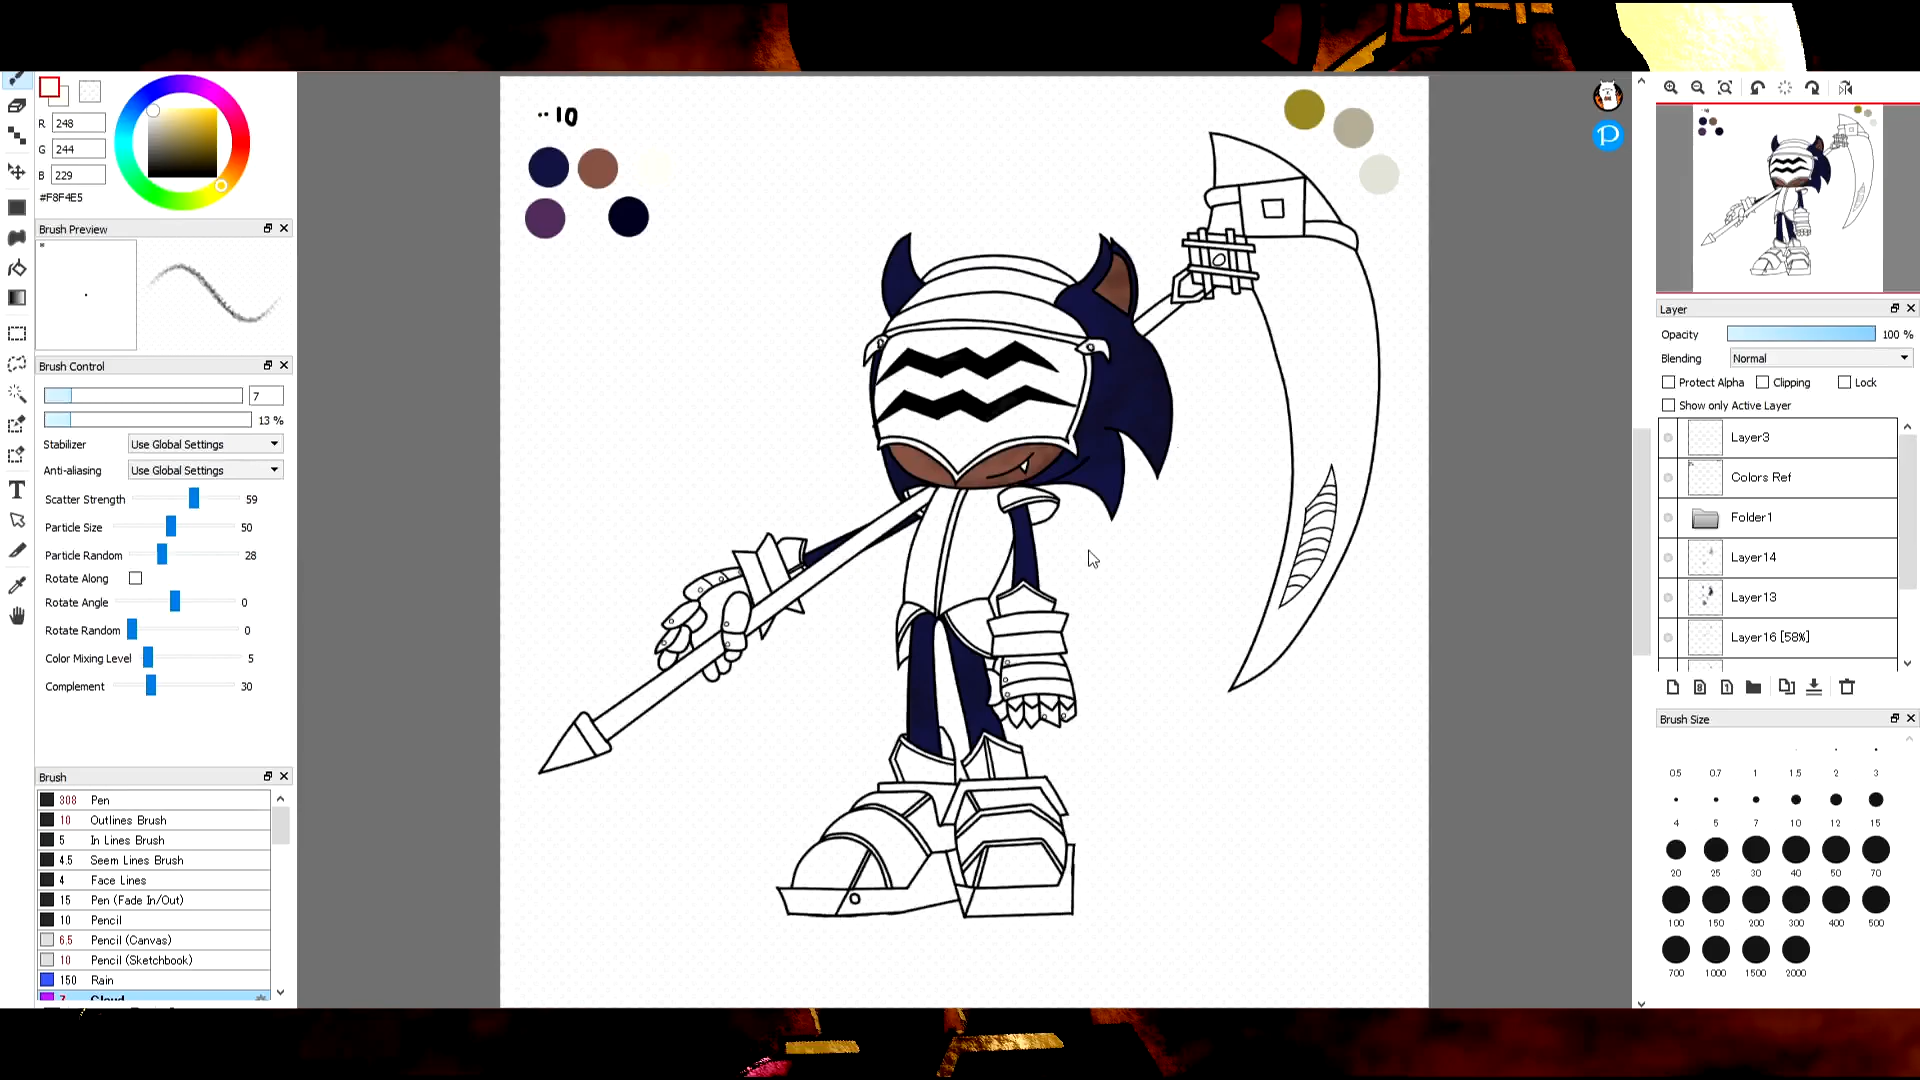 R 248
G 244
B 229
#F8F4E5
Brush Preview
Brush Control
7
13 %
Stabilizer Use Global Settings
Anti-aliasing Use Global Settings
Scatter Strength 59
Particle Size 50
Particle Random 28
Rotate Along
Rotate Angle 0
Rotate Random 0
Color Mixing Level 5
Complement 30
Brush
308 Pen
10 Outlines Brush
5 In Lines Brush
4.5 Seem Lines Brush
4 Face Lines
15 Pen (Fade In/Out)
10 Pencil
6.5 Pencil (Canvas)
10 Pencil (Sketchbook)
150 Rain
7 Cloud
10
Layer
Opacity 100 %
Blending Normal
Protect Alpha Clipping Lock
Show only Active Layer
Layer3
Colors Ref
Folder1
Layer14
Layer13
Layer16 [58%]
Brush Size
0.5 0.7 1 1.5 2 3
4 5 7 10 12 15
20 25 30 40 50 70
100 150 200 300 400 500
700 1000 1500 2000